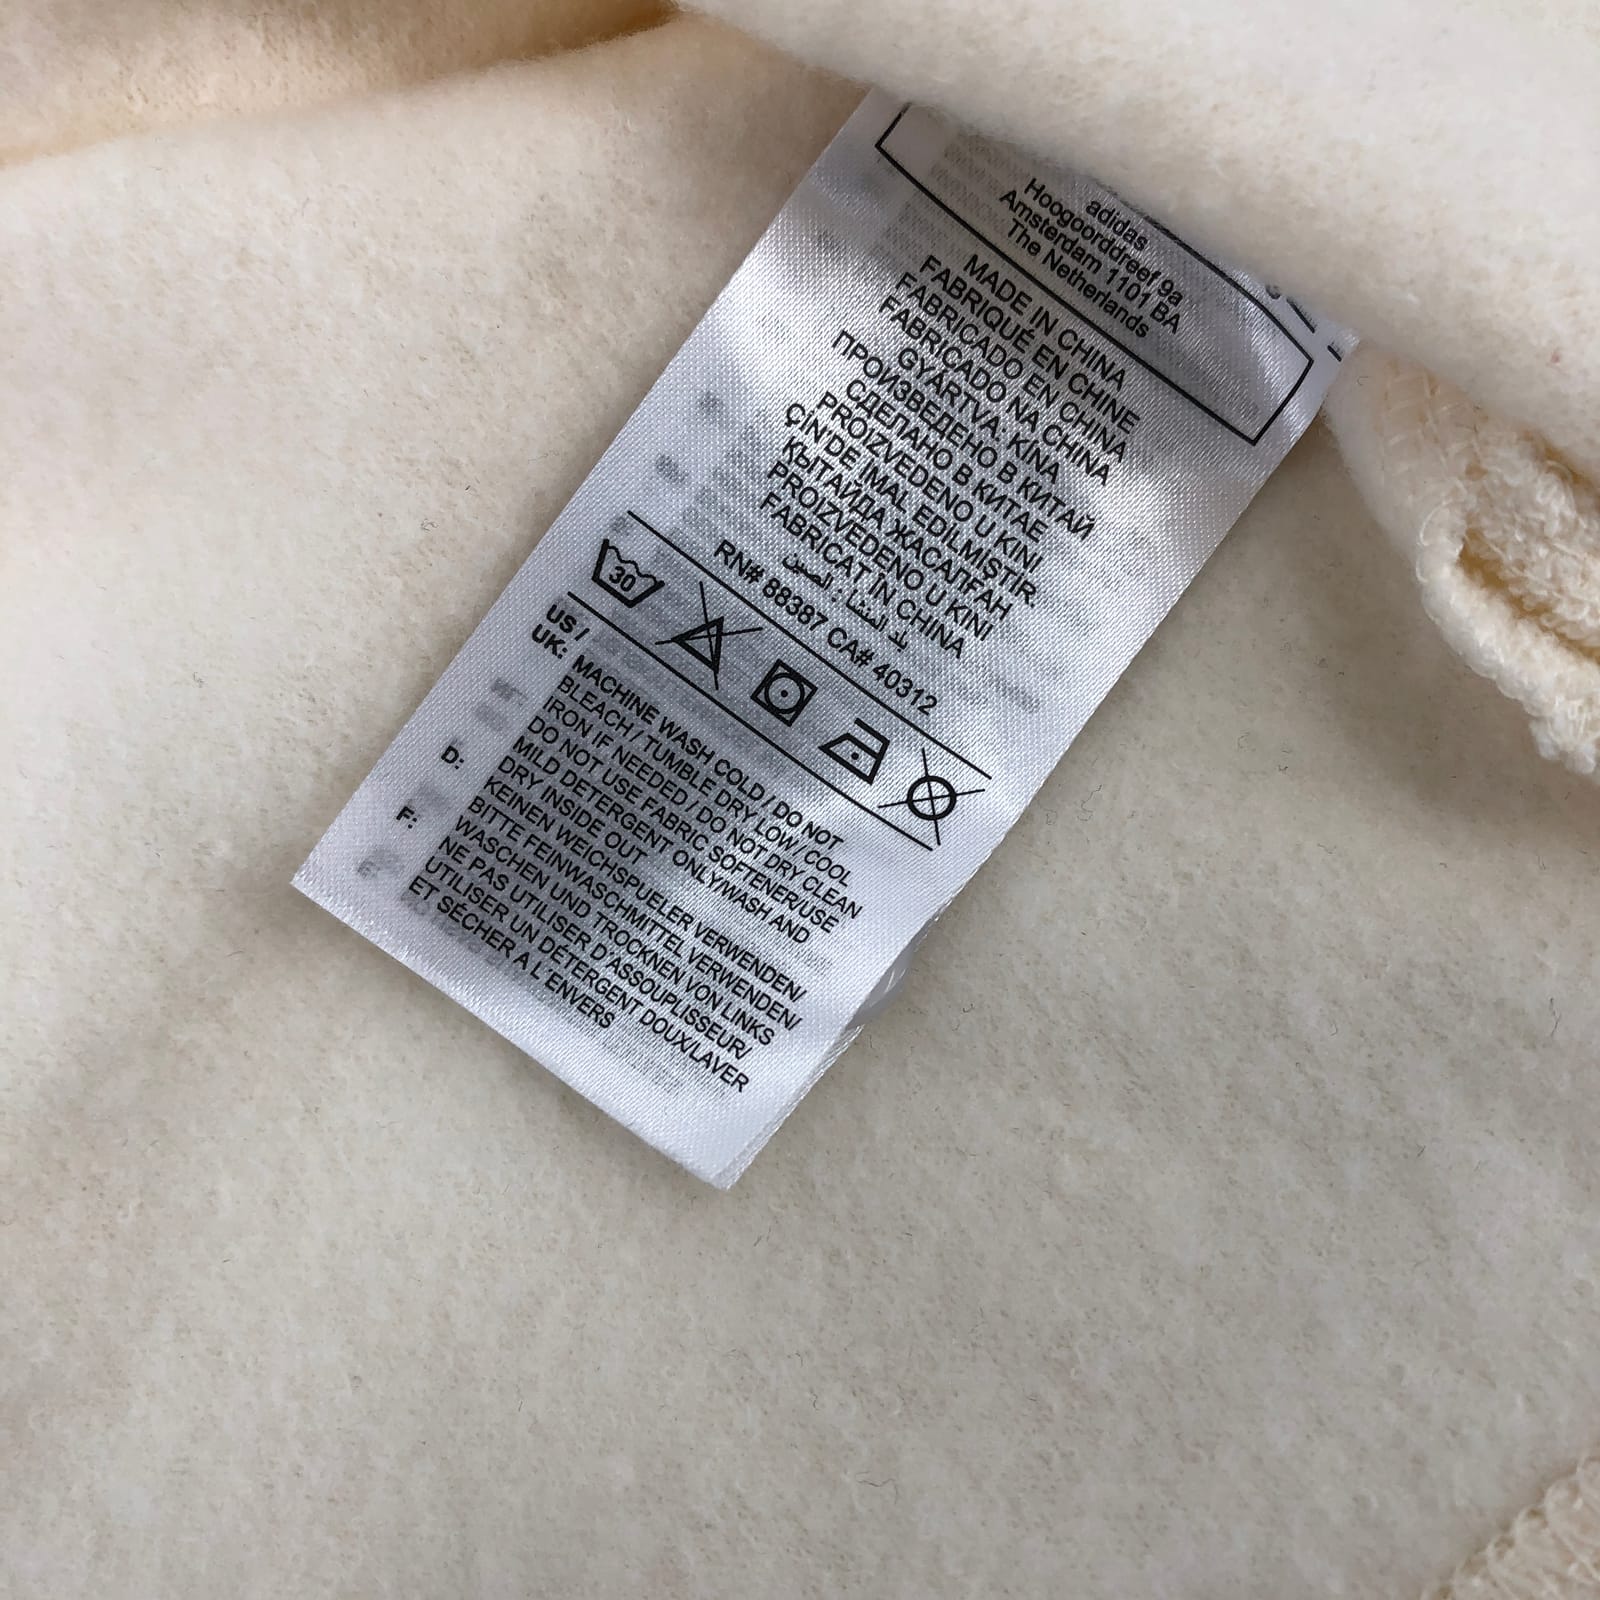 adidas
Hoogoorddreef 9a
Amsterdam 1101 BA
The Netherlands
MADE IN CHINA
FABRIQUÉ EN CHINE
FABRICADO EN CHINA
FABRICADO NA CHINA
GYÁRTVA: KÍNA
ПРОИЗВЕДЕНО В КИТАЙ
СДЕЛАНО В КИТАЕ
PROIZVEDENO U KINI
ÇİN'DE İMAL EDİLMİŞTİR.
ҚЫТАЙДА ЖАСАЛҒАН
PROIZVEDENO U KINI
FABRICAT IN CHINA
بلد المنشأ : الصين
RN# 88387 CA# 40312
30
US / UK: MACHINE WASH COLD / DO NOT
BLEACH / TUMBLE DRY LOW / COOL
IRON IF NEEDED / DO NOT DRY CLEAN
DO NOT USE FABRIC SOFTENER/USE
MILD DETERGENT ONLY/WASH AND
DRY INSIDE OUT
D: KEINEN WEICHSPUELER VERWENDEN/
BITTE FEINWASCHMITTEL VERWENDEN/
WASCHEN UND TROCKNEN VON LINKS
F: NE PAS UTILISER D'ASSOUPLISSEUR/
UTILISER UN DÉTERGENT DOUX/LAVER
ET SÉCHER A L'ENVERS